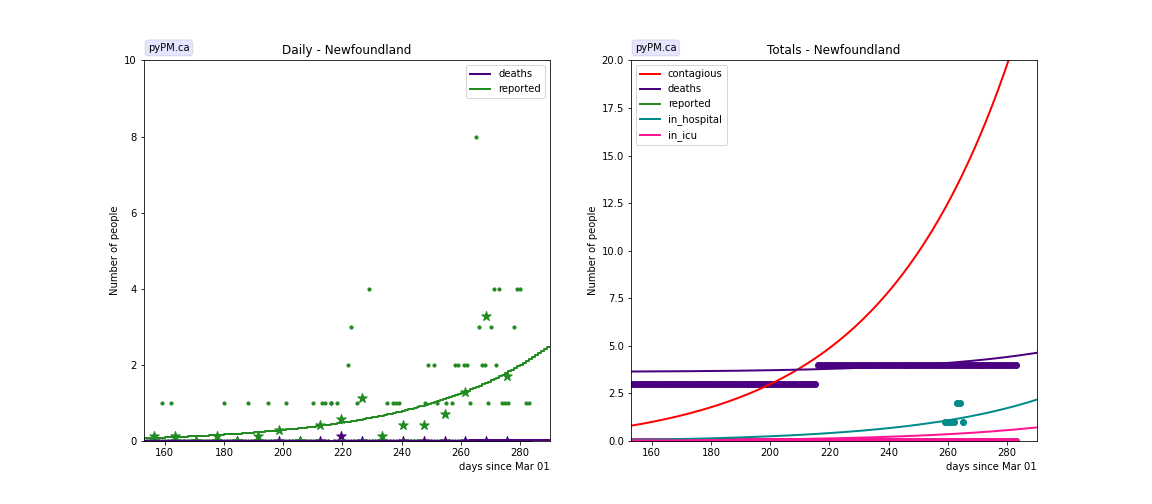 pyPM.ca
Daily - Newfoundland
deaths
reported
10
8
6
4
2
0
Number of people
160
180
200
220
240
260
280
days since Mar 01
pyPM.ca
Totals - Newfoundland
contagious
deaths
reported
in_hospital
in_icu
20.0
17.5
15.0
12.5
10.0
7.5
5.0
2.5
0.0
Number of people
160
180
200
220
240
260
280
days since Mar 01